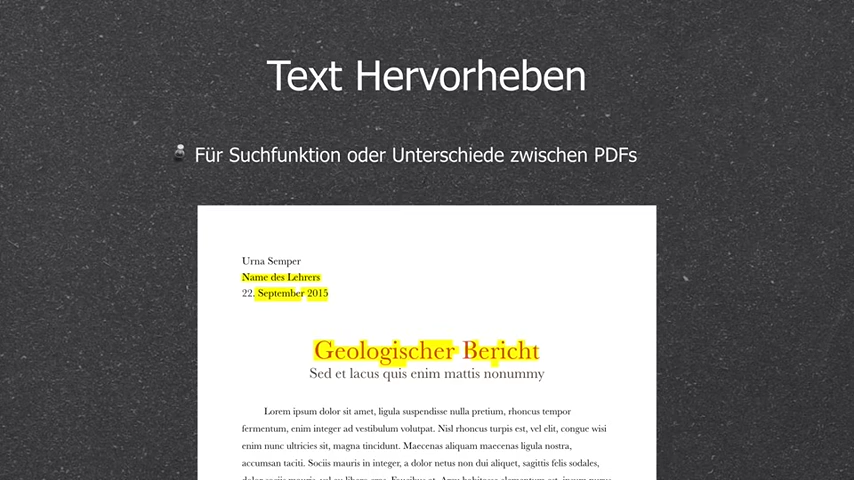 Text Hervorheben
Für Suchfunktion oder Unterschiede zwischen PDFs
Urna Semper
Name des Lehrers
22. September 2015
Geologischer Bericht
Sed et lacus quis enim mattis nonummy
Lorem ipsum dolor sit amet, ligula suspendisse nulla pretium, rhoncus tempor
fermentum, enim integer ad vestibulum volutpat. Nisl rhoncus turpis est, vel elit, congue wisi
enim nunc ultricies sit, magna tincidunt. Maecenas aliquam maecenas ligula nostra,
accumsan taciti. Sociis mauris in integer, a dolor netus non dui aliquet, sagittis felis sodales,